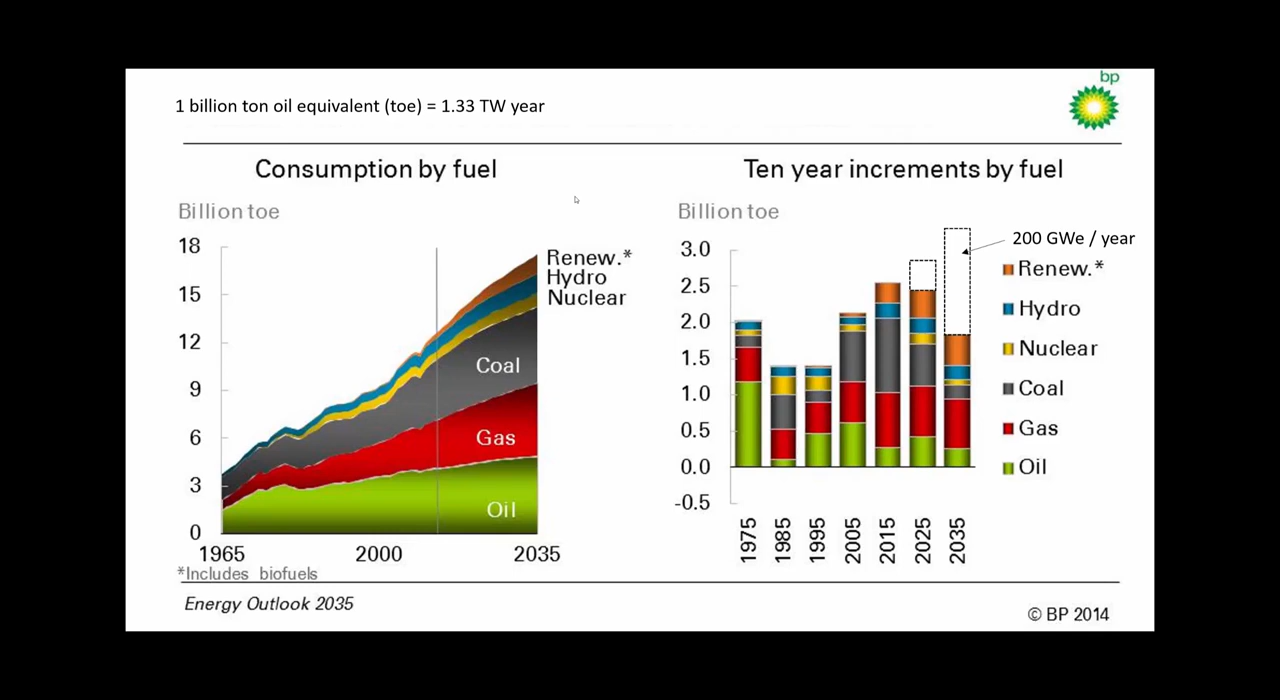 bp
1 billion ton oil equivalent (toe) = 1.33 TW year
Consumption by fuel
Billion toe
18
15
12
9
6
3
0
1965
2000
2035
Renew.*
Hydro
Nuclear
Coal
Gas
Oil
*Includes biofuels
Ten year increments by fuel
Billion toe
3.0
2.5
2.0
1.5
1.0
0.5
0.0
-0.5
1975
1985
1995
2005
2015
2025
2035
200 GWe / year
Renew.*
Hydro
Nuclear
Coal
Gas
Oil
Energy Outlook 2035
© BP 2014